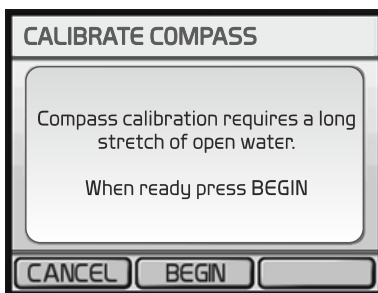 CALIBRATE COMPASS
Compass calibration requires a long
stretch of open water.
When ready press BEGIN
CANCEL BEGIN